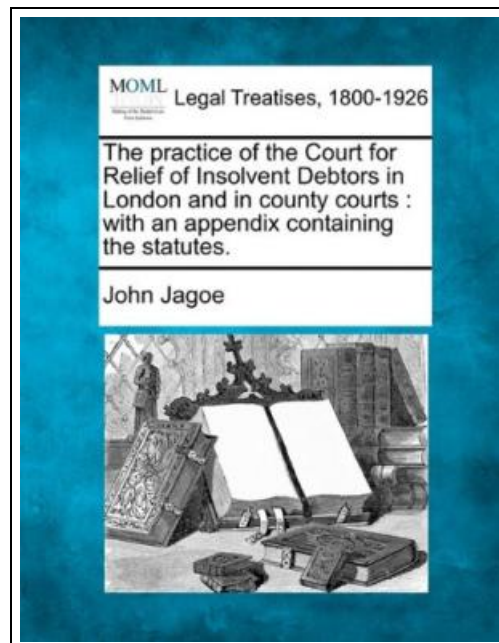 MOML
Legal Treatises, 1800-1926
The practice of the Court for
Relief of Insolvent Debtors in
London and in county courts :
with an appendix containing
the statutes.
John Jagoe